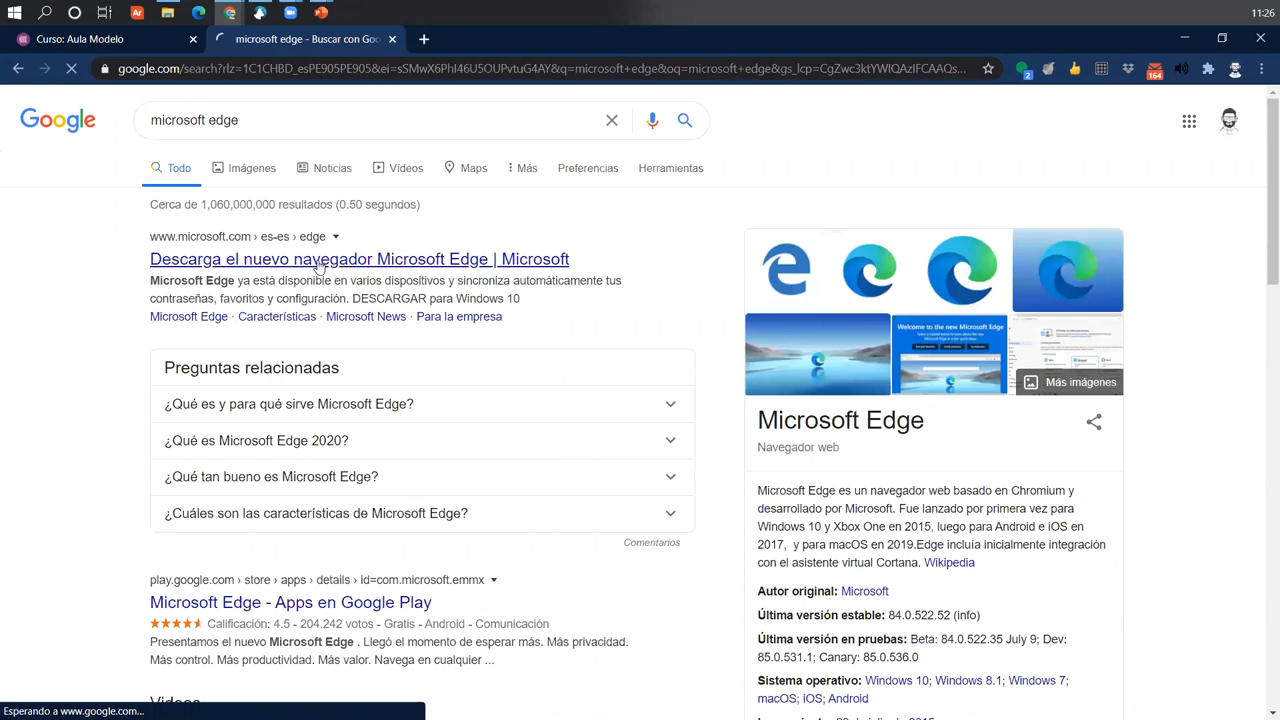 11:26
Curso: Aula Modelo
microsoft edge - Buscar con Goo
google.com/search?rlz=1C1CHBD_esPE905PE905&ei=sSMwX6PhI46U5OUPvtuG4AY&q=microsoft+edge&oq=microsoft+edge&gs_lcp=CgZwc3ktYWIQAzIFCAAQs...
2
164
Google
microsoft edge
Todo
Imágenes
Noticias
Vídeos
Maps
Más
Preferencias
Herramientas
Cerca de 1,060,000,000 resultados (0.50 segundos)
www.microsoft.com › es-es › edge
Descarga el nuevo navegador Microsoft Edge | Microsoft
Microsoft Edge ya está disponible en varios dispositivos y sincroniza automáticamente tus
contraseñas, favoritos y configuración. DESCARGAR para Windows 10
Microsoft Edge · Características · Microsoft News · Para la empresa
Preguntas relacionadas
¿Qué es y para qué sirve Microsoft Edge?
¿Qué es Microsoft Edge 2020?
¿Qué tan bueno es Microsoft Edge?
¿Cuáles son las características de Microsoft Edge?
Comentarios
play.google.com › store › apps › details › id=com.microsoft.emmx
Microsoft Edge - Apps en Google Play
Calificación: 4.5 - 204.242 votos - Gratis - Android - Comunicación
Presentamos el nuevo Microsoft Edge . Llegó el momento de esperar más. Más privacidad.
Más control. Más productividad. Más valor. Navega en cualquier ...
Videos
Esperando a www.google.com...
Welcome to the new Microsoft Edge
Más imágenes
Microsoft Edge
Navegador web
Microsoft Edge es un navegador web basado en Chromium y
desarrollado por Microsoft. Fue lanzado por primera vez para
Windows 10 y Xbox One en 2015, luego para Android e iOS en
2017, y para macOS en 2019.Edge incluía inicialmente integración
con el asistente virtual Cortana. Wikipedia
Autor original: Microsoft
Última versión estable: 84.0.522.52 (info)
Última versión en pruebas: Beta: 84.0.522.35 July 9; Dev:
85.0.531.1; Canary: 85.0.536.0
Sistema operativo: Windows 10; Windows 8.1; Windows 7;
macOS; iOS; Android